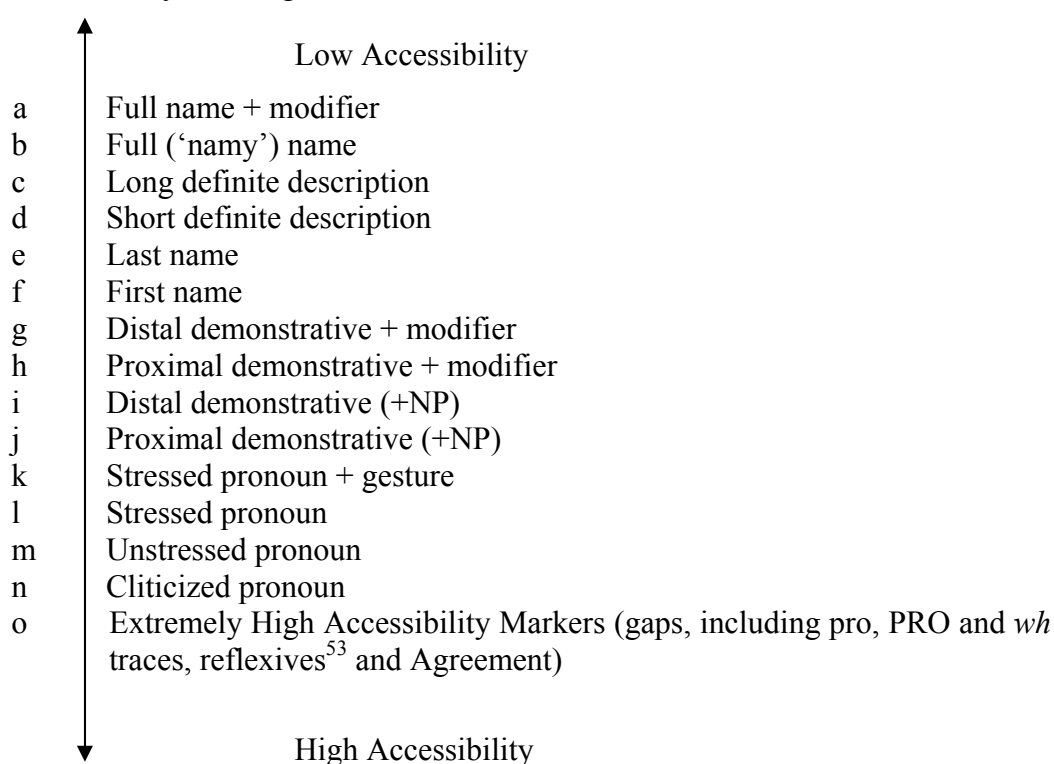 Low Accessibility
a Full name + modifier
b Full (‘namy’) name
c Long definite description
d Short definite description
e Last name
f First name
g Distal demonstrative + modifier
h Proximal demonstrative + modifier
i Distal demonstrative (+NP)
j Proximal demonstrative (+NP)
k Stressed pronoun + gesture
l Stressed pronoun
m Unstressed pronoun
n Cliticized pronoun
o Extremely High Accessibility Markers (gaps, including pro, PRO and wh
traces, reflexives53 and Agreement)
High Accessibility